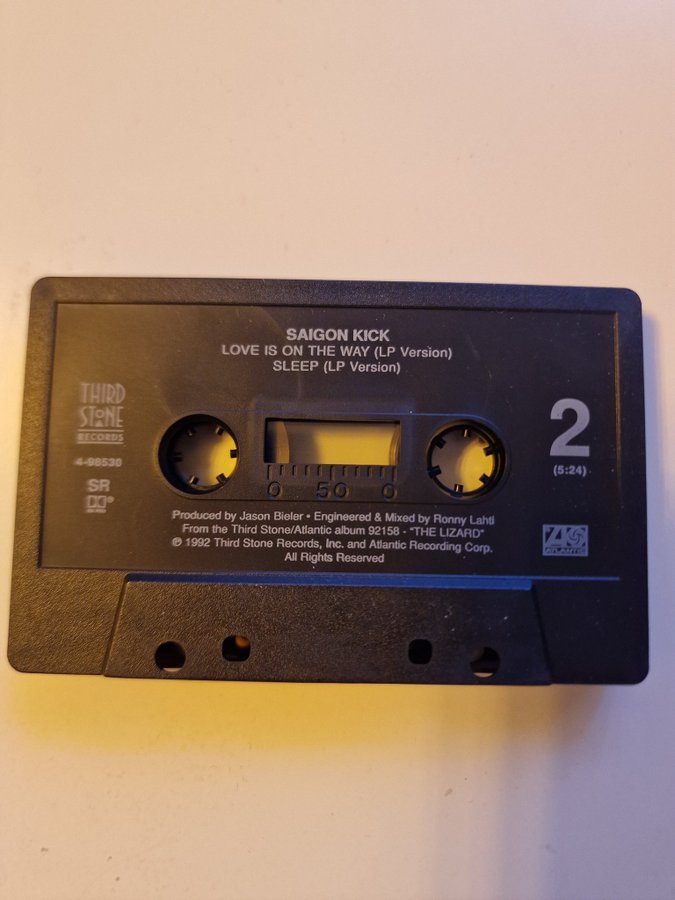 SAIGON KICK
LOVE IS ON THE WAY (LP Version)
SLEEP (LP Version)
THIRD
STONE
RECORDS
4-98530
SR
2
(5:24)
0 50 0
Produced by Jason Bieler • Engineered & Mixed by Ronny Lahti
From the Third Stone/Atlantic album 92158 - "THE LIZARD"
℗ 1992 Third Stone Records, Inc. and Atlantic Recording Corp.
All Rights Reserved
ATLANTIC